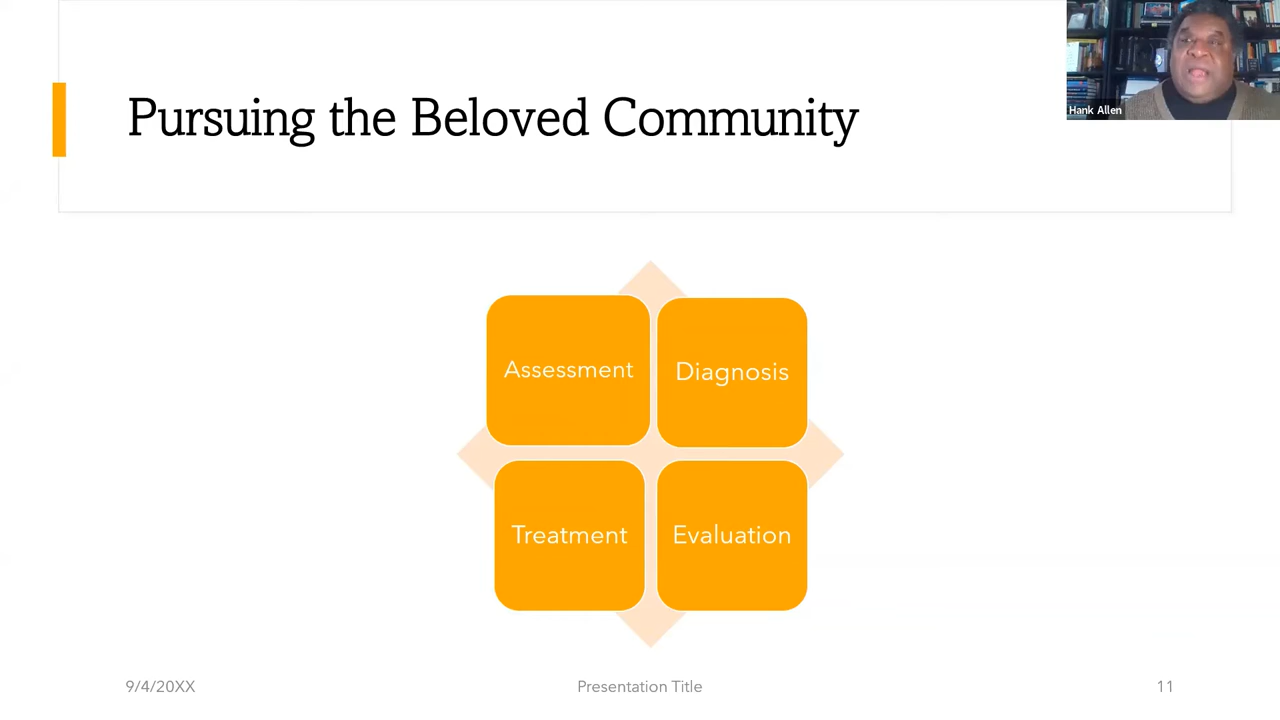 Pursuing the Beloved Community
Hank Allen
Assessment
Diagnosis
Treatment
Evaluation
9/4/20XX
Presentation Title
11